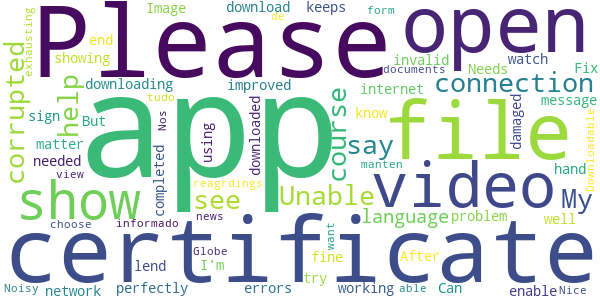 Image download keeps de form
Please open
exhausting showing end documents invalid Needs watch Fix
downloading improved internet connection message
corrupted help sign But app course say file damaged Downloadable
matter using downloaded know hand
needed Nos tudo video My
show completed reagrdings Unable manten
view see language problem well
choose informado news want
certificate
Globe After
lend I'm fine try Can able enable Nice
Noisy network perfectly errors working